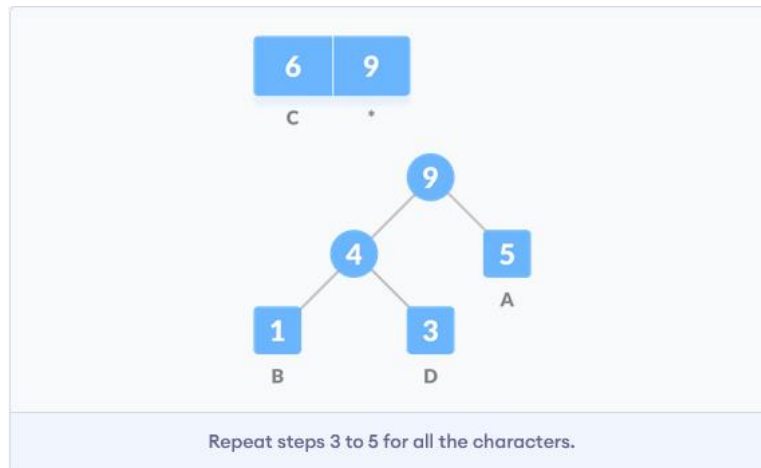 6 9
C *
9
4 5
A
1 3
B D
Repeat steps 3 to 5 for all the characters.